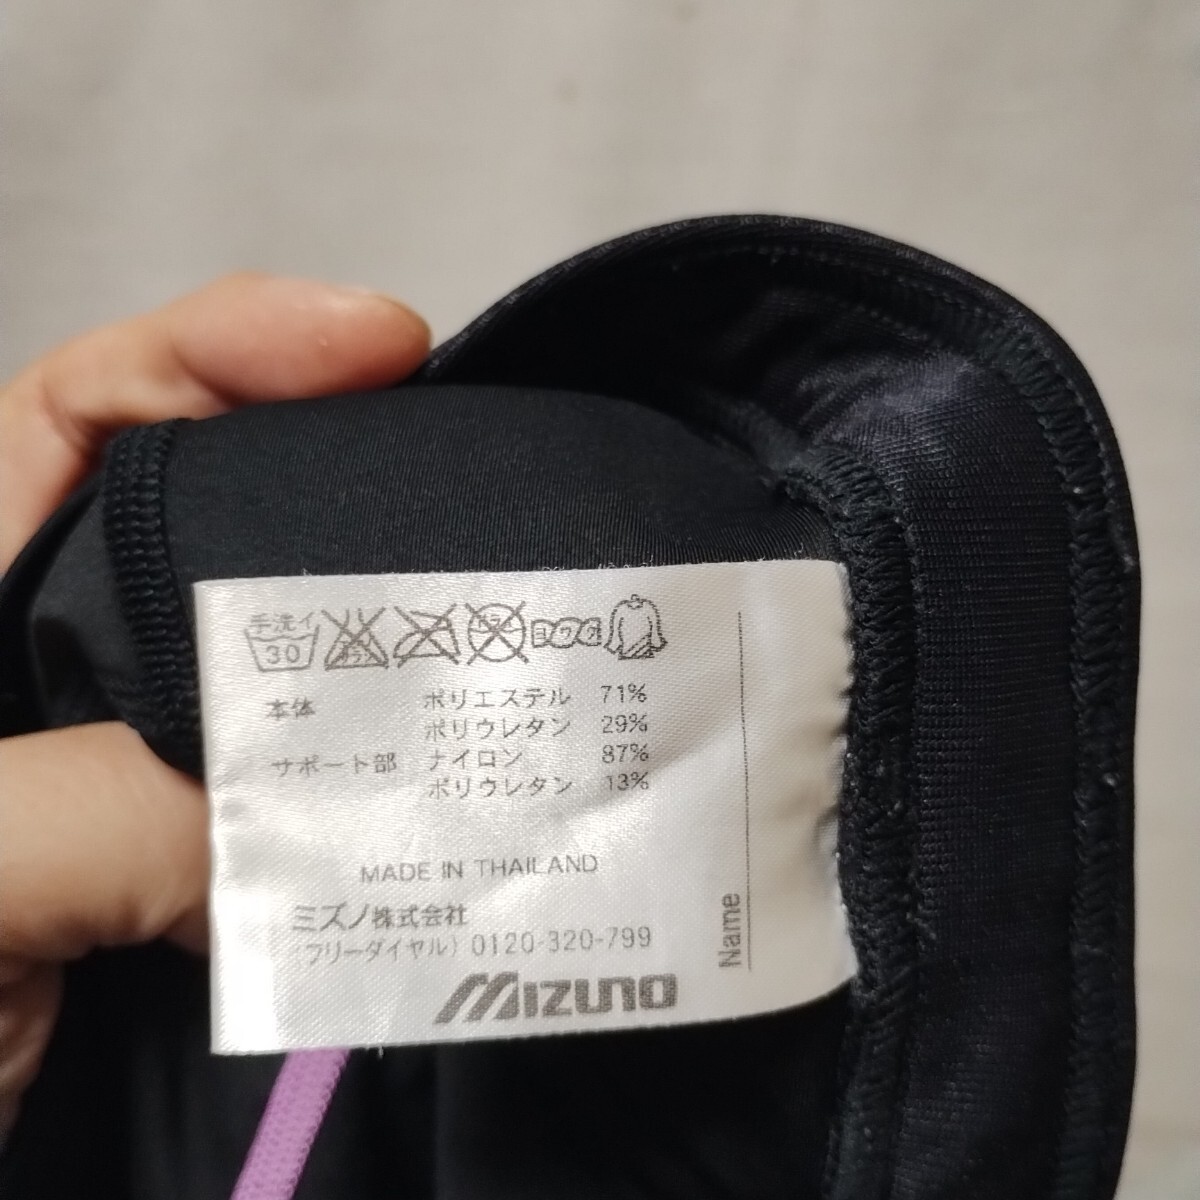 手洗イ
30
ヨワク
本体 ポリエステル 71%
ポリウレタン 29%
サポート部 ナイロン 87%
ポリウレタン 13%
MADE IN THAILAND
ミズノ株式会社
(フリーダイヤル) 0120-320-799
MIZUNO
Name